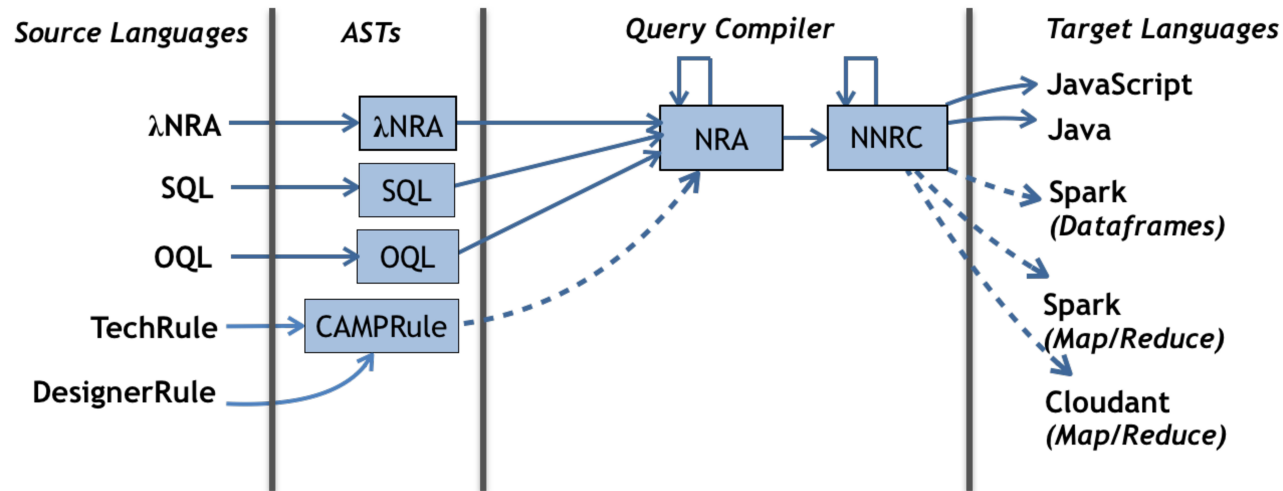 Source Languages
ASTs
Query Compiler
Target Languages
λNRA
λNRA
NRA
NNRC
JavaScript
Java
SQL
SQL
Spark
(Dataframes)
OQL
OQL
TechRule
CAMPRule
Spark
(Map/Reduce)
DesignerRule
Cloudant
(Map/Reduce)